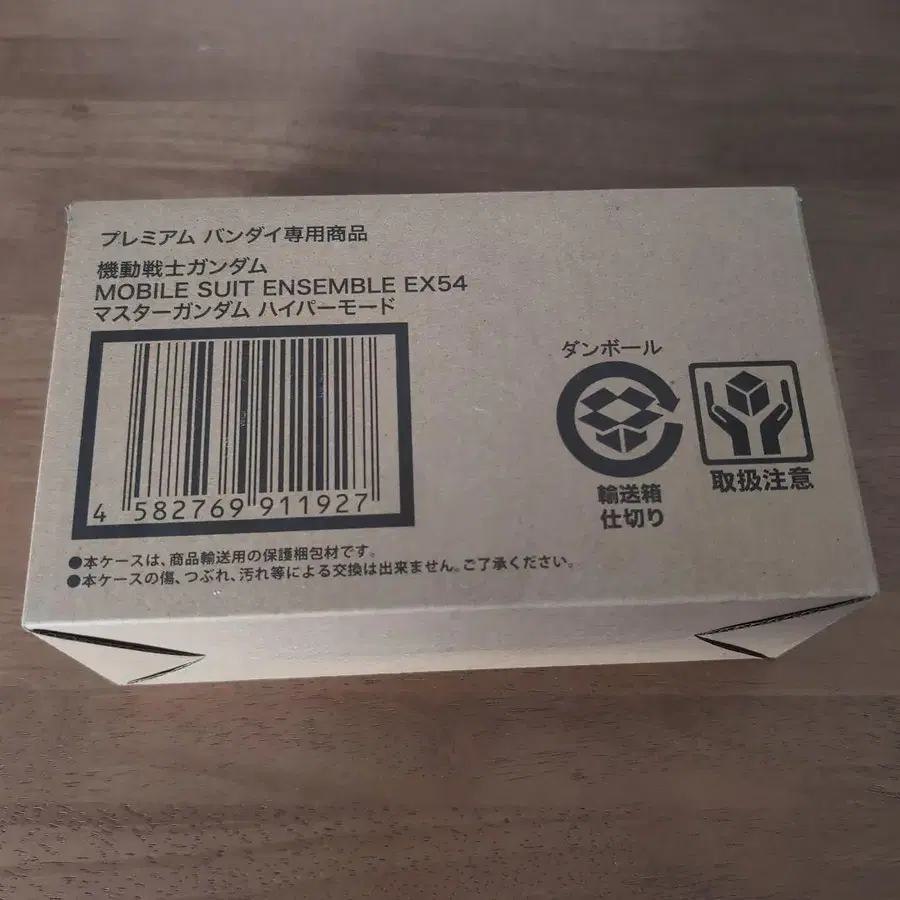 プレミアム バンダイ専用商品
機動戦士ガンダム
MOBILE SUIT ENSEMBLE EX54
マスターガンダム ハイパーモード
4 582769 911927
ダンボール
輸送箱
仕切り
取扱注意
●本ケースは、商品輸送用の保護梱包材です。
●本ケースの傷、つぶれ、汚れ等による交換は出来ません。ご了承ください。